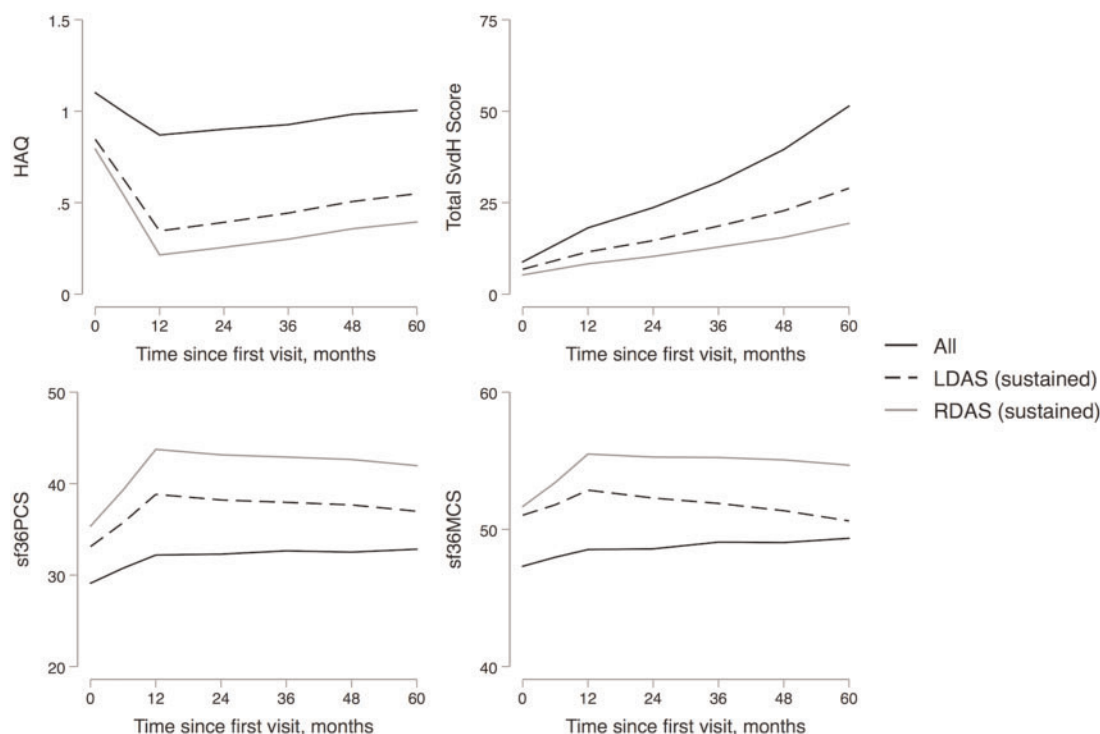 1.5
1
.5
0
HAQ
0 12 24 36 48 60
Time since first visit, months
75
50
25
0
Total SvdH Score
0 12 24 36 48 60
Time since first visit, months
All
LDAS (sustained)
RDAS (sustained)
50
40
30
20
sf36PCS
0 12 24 36 48 60
Time since first visit, months
60
50
40
sf36MCS
0 12 24 36 48 60
Time since first visit, months